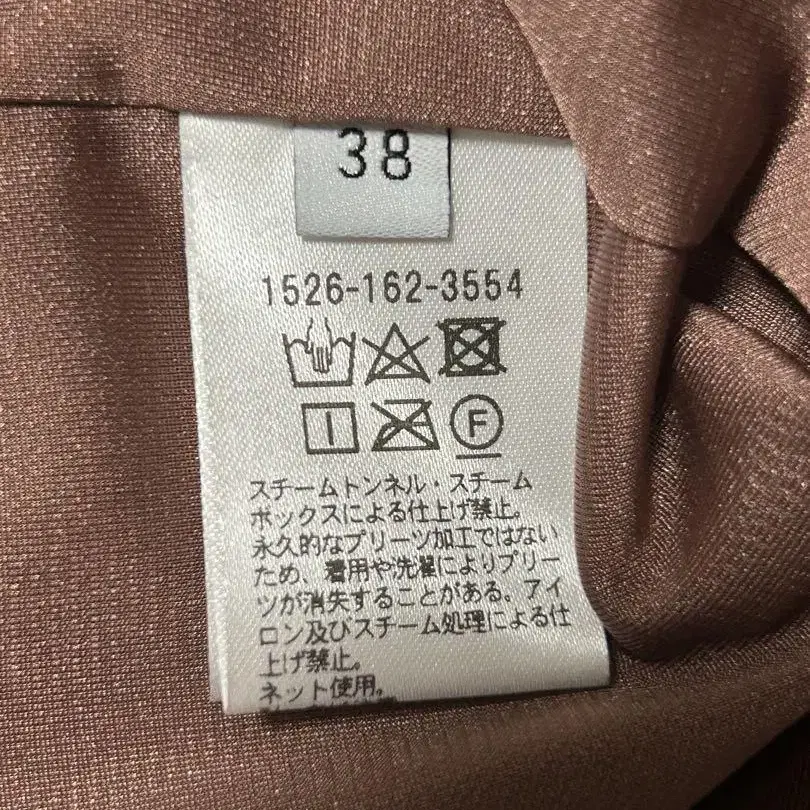 38
1526-162-3554
F
スチームトンネル・スチーム
ボックスによる仕上げ禁止。
永久的なプリーツ加工ではない
ため、着用や洗濯によりプリー
ツが消失することがある。アイ
ロン及びスチーム処理による仕
上げ禁止。
ネット使用。